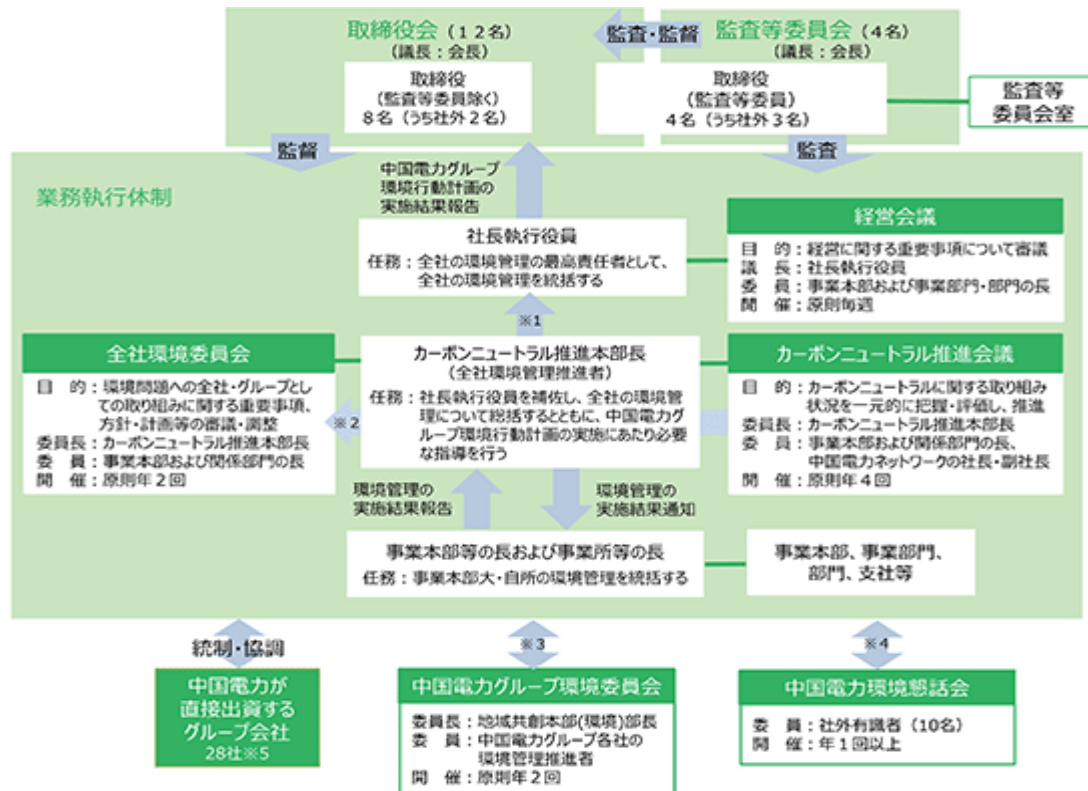 取締役会（１２名）
（議長：会長）
取締役
（監査等委員除く）
８名（うち社外２名）
監査・監督
監査等委員会（４名）
（議長：会長）
取締役
（監査等委員）
４名（うち社外３名）
監査等
委員会室
監督
監査
業務執行体制
中国電力グループ
環境行動計画の
実施結果報告
社長執行役員
任務：全社の環境管理の最高責任者として、
全社の環境管理を統括する
経営会議
目　的：経営に関する重要事項について審議
議　長：社長執行役員
委　員：事業本部および事業部門・部門の長
開　催：原則毎週
※1
全社環境委員会
目　的：環境問題への全社・グループとし
ての取り組みに関する重要事項、
方針・計画等の審議・調整
委員長：カーボンニュートラル推進本部長
委　員：事業本部および関係部門の長
開　催：原則年２回
※2
カーボンニュートラル推進本部長
（全社環境管理推進者）
任務：社長執行役員を補佐し、全社の環境管
理について総括するとともに、中国電力グ
ループ環境行動計画の実施にあたり必要
な指導を行う
カーボンニュートラル推進会議
目　的：カーボンニュートラルに関する取り組み
状況を一元的に把握・評価し、推進
委員長：カーボンニュートラル推進本部長
委　員：事業本部および関係部門の長、
中国電力ネットワークの社長・副社長
開　催：原則年４回
環境管理の
実施結果報告
環境管理の
実施結果通知
事業本部等の長および事業所等の長
任務：事業本部大・自所の環境管理を統括する
事業本部、事業部門、
部門、支社等
統制・協調
※3
※4
中国電力が
直接出資する
グループ会社
28社※5
中国電力グループ環境委員会
委員長：地域共創本部(環境)部長
委　員：中国電力グループ各社の
環境管理推進者
開　催：原則年２回
中国電力環境懇話会
委　員：社外有識者（10名）
開　催：年１回以上